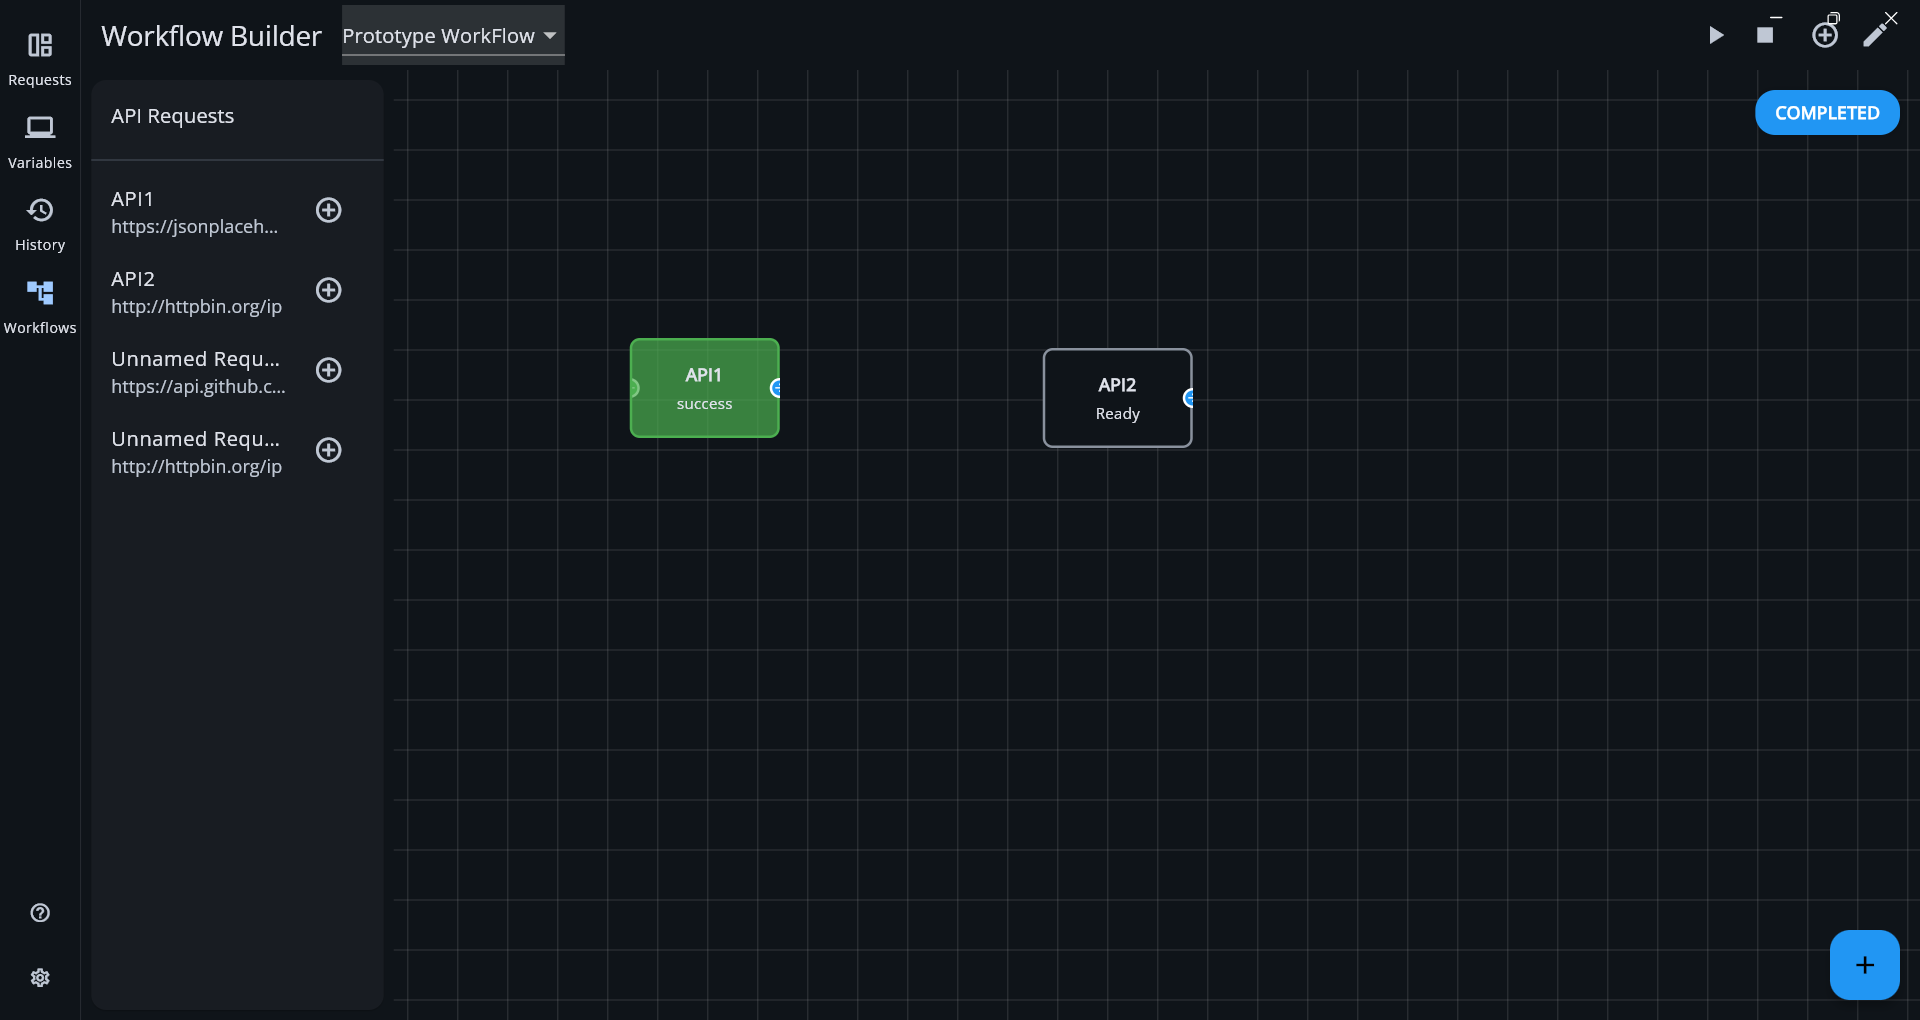 Requests
Variables
History
Workflows
Workflow Builder
Prototype WorkFlow
API Requests
API1
https://jsonplaceh...
API2
http://httpbin.org/ip
Unnamed Requ...
https://api.github.c...
Unnamed Requ...
http://httpbin.org/ip
COMPLETED
API1
success
API2
Ready